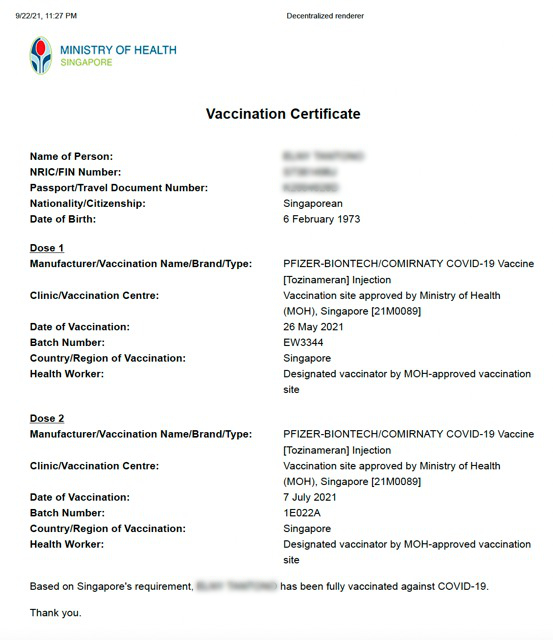 9/22/21, 11:27 PM Decentralized renderer
MINISTRY OF HEALTH
SINGAPORE
Vaccination Certificate
Name of Person:
NRIC/FIN Number:
Passport/Travel Document Number:
Nationality/Citizenship: Singaporean
Date of Birth: 6 February 1973
Dose 1
Manufacturer/Vaccination Name/Brand/Type: PFIZER-BIONTECH/COMIRNATY COVID-19 Vaccine
[Tozinameran] Injection
Clinic/Vaccination Centre: Vaccination site approved by Ministry of Health
(MOH), Singapore [21M0089]
Date of Vaccination: 26 May 2021
Batch Number: EW3344
Country/Region of Vaccination: Singapore
Health Worker: Designated vaccinator by MOH-approved vaccination
site
Dose 2
Manufacturer/Vaccination Name/Brand/Type: PFIZER-BIONTECH/COMIRNATY COVID-19 Vaccine
[Tozinameran] Injection
Clinic/Vaccination Centre: Vaccination site approved by Ministry of Health
(MOH), Singapore [21M0089]
Date of Vaccination: 7 July 2021
Batch Number: 1E022A
Country/Region of Vaccination: Singapore
Health Worker: Designated vaccinator by MOH-approved vaccination
site
Based on Singapore's requirement, has been fully vaccinated against COVID-19.
Thank you.